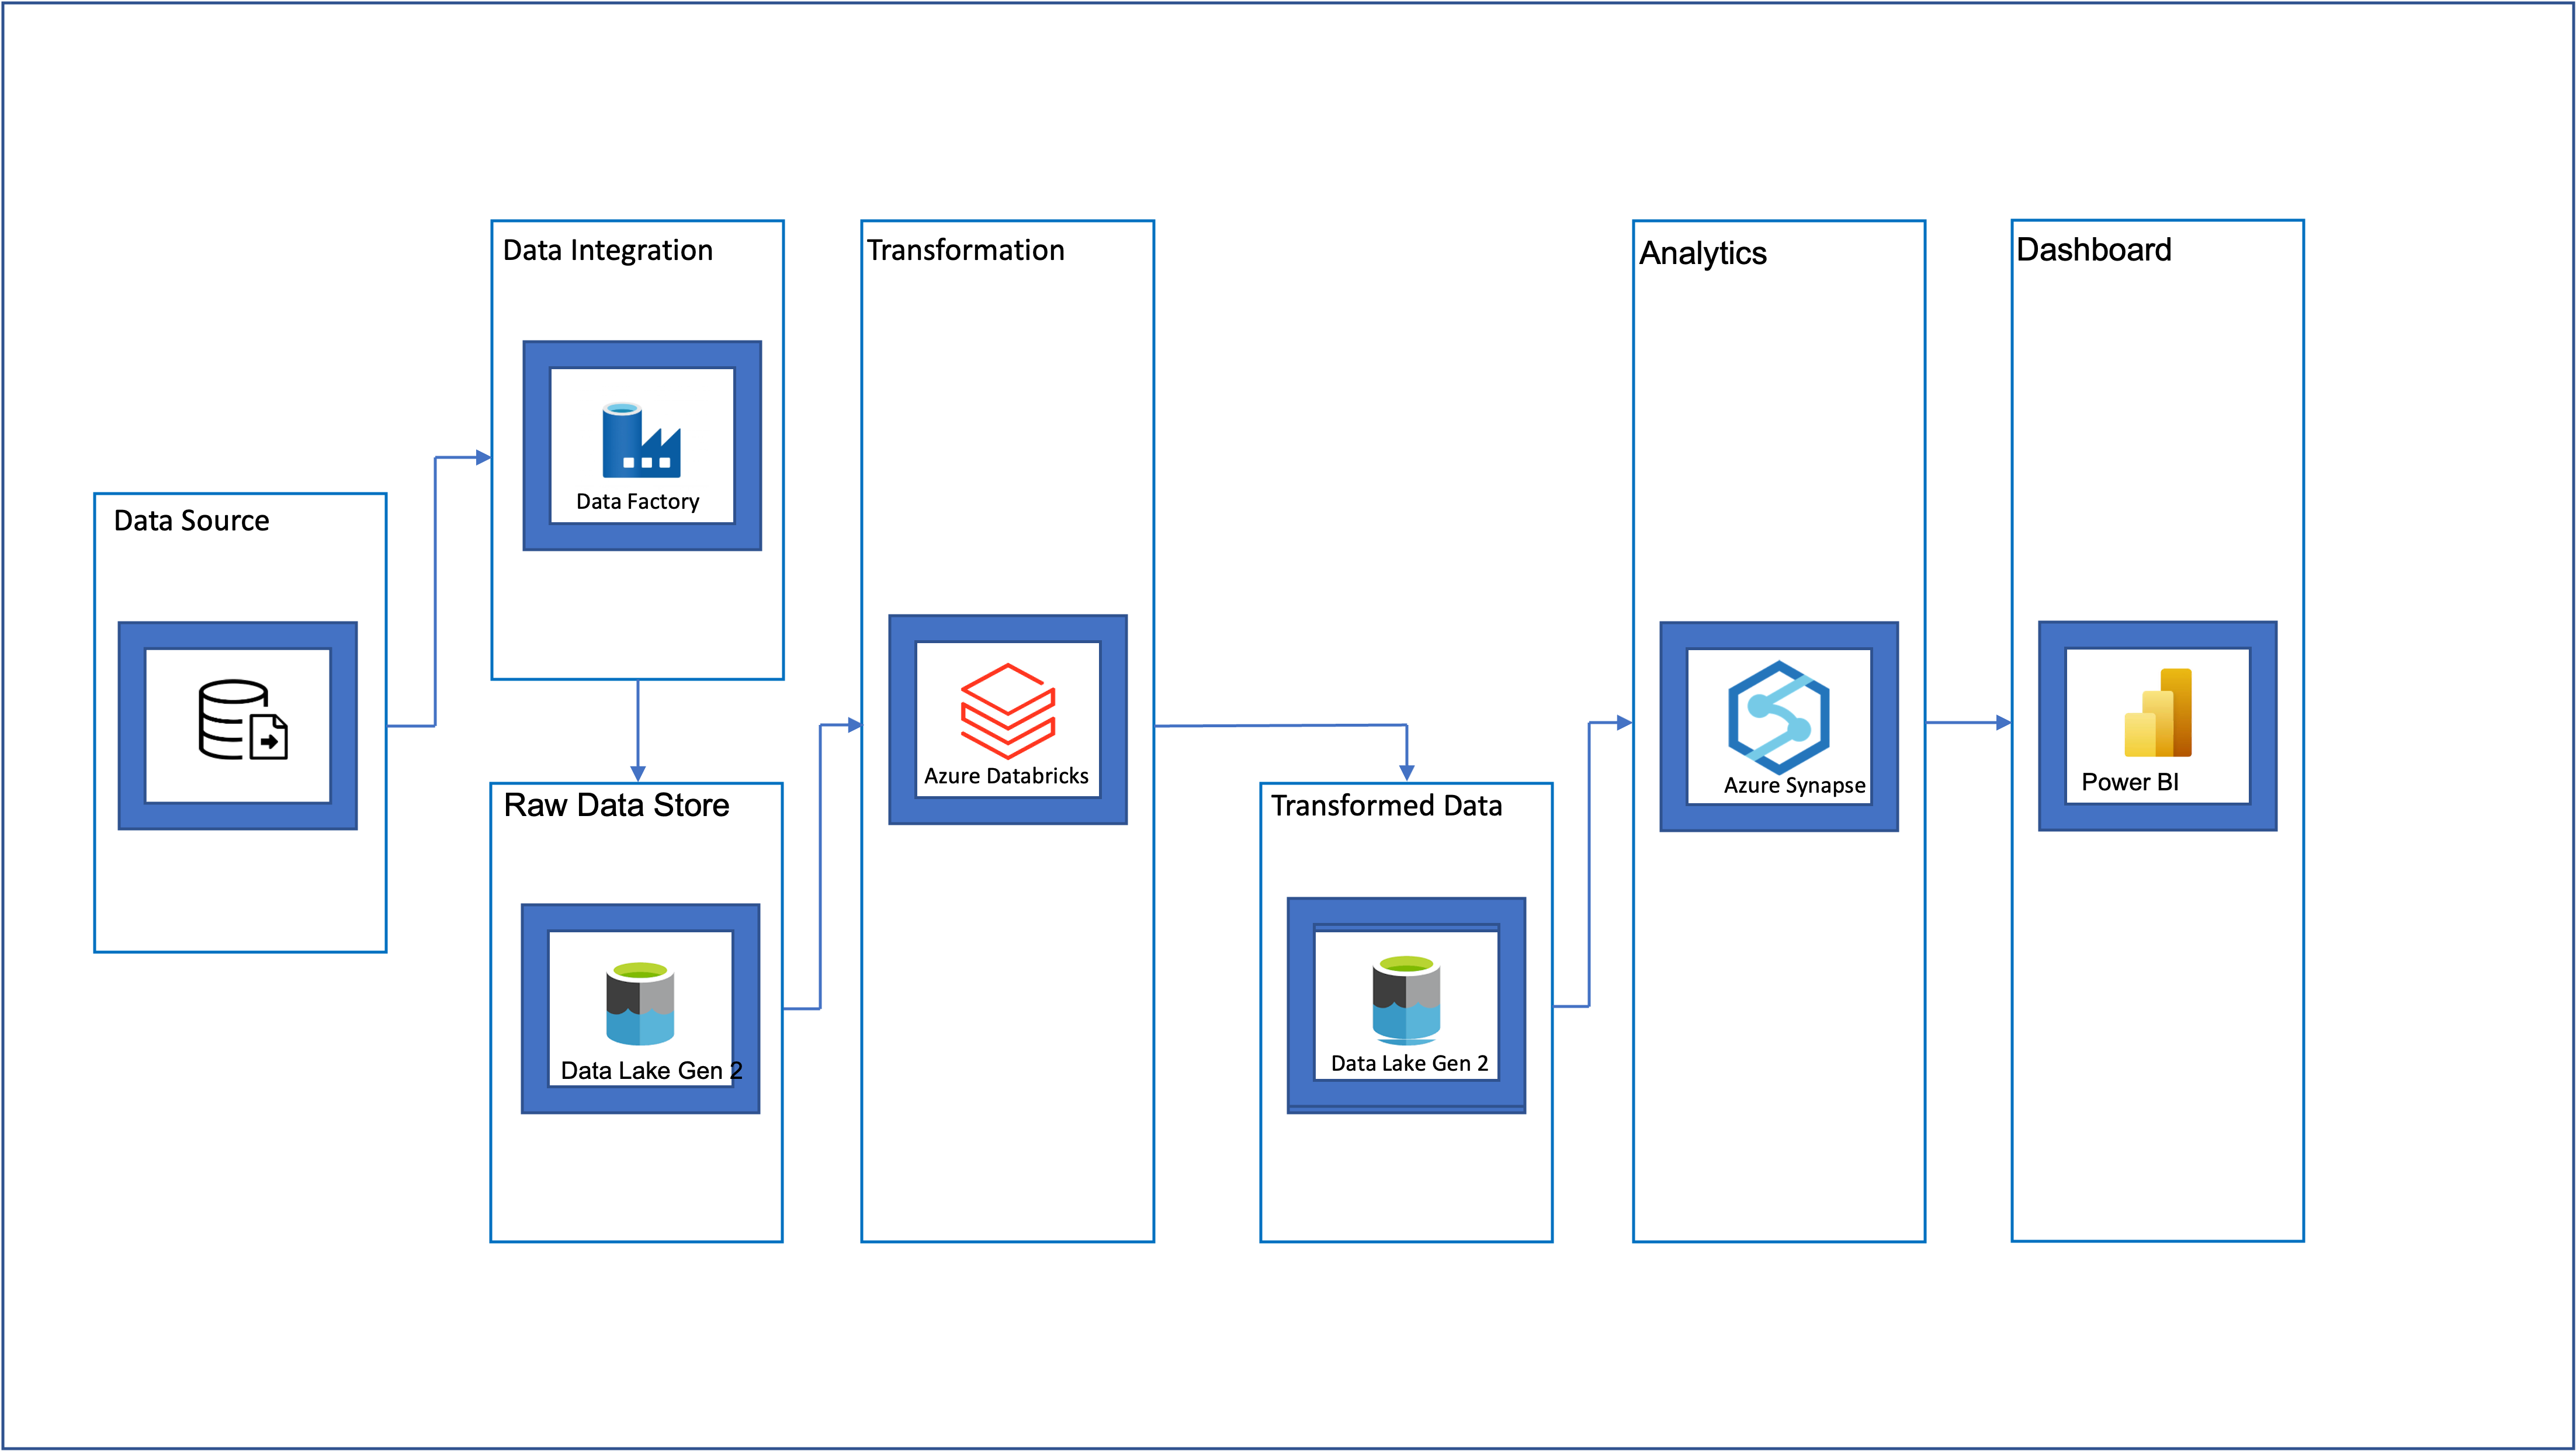 Data Source
Data Integration
Data Factory
Raw Data Store
Data Lake Gen 2
Transformation
Azure Databricks
Transformed Data
Data Lake Gen 2
Analytics
Azure Synapse
Dashboard
Power BI